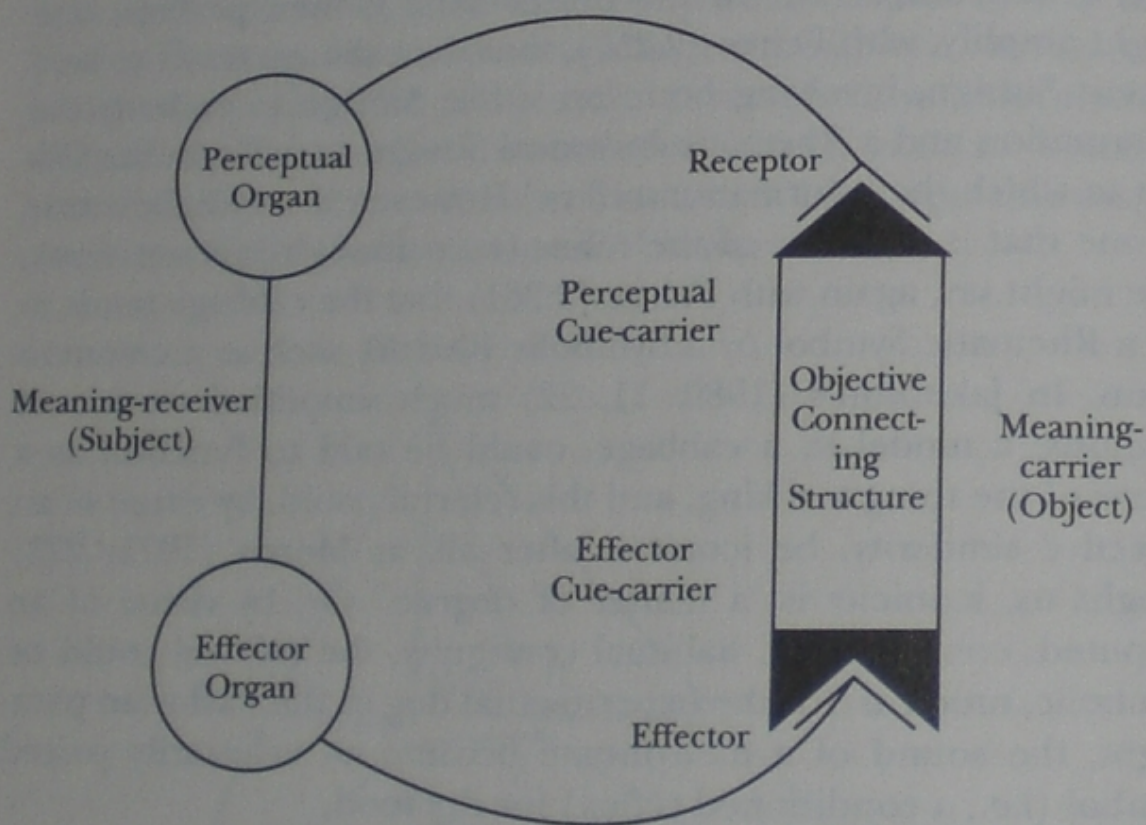 Perceptual
Organ
Receptor
Perceptual
Cue-carrier
Meaning-receiver
(Subject)
Objective
Connect-
ing
Structure
Meaning-
carrier
(Object)
Effector
Cue-carrier
Effector
Organ
Effector